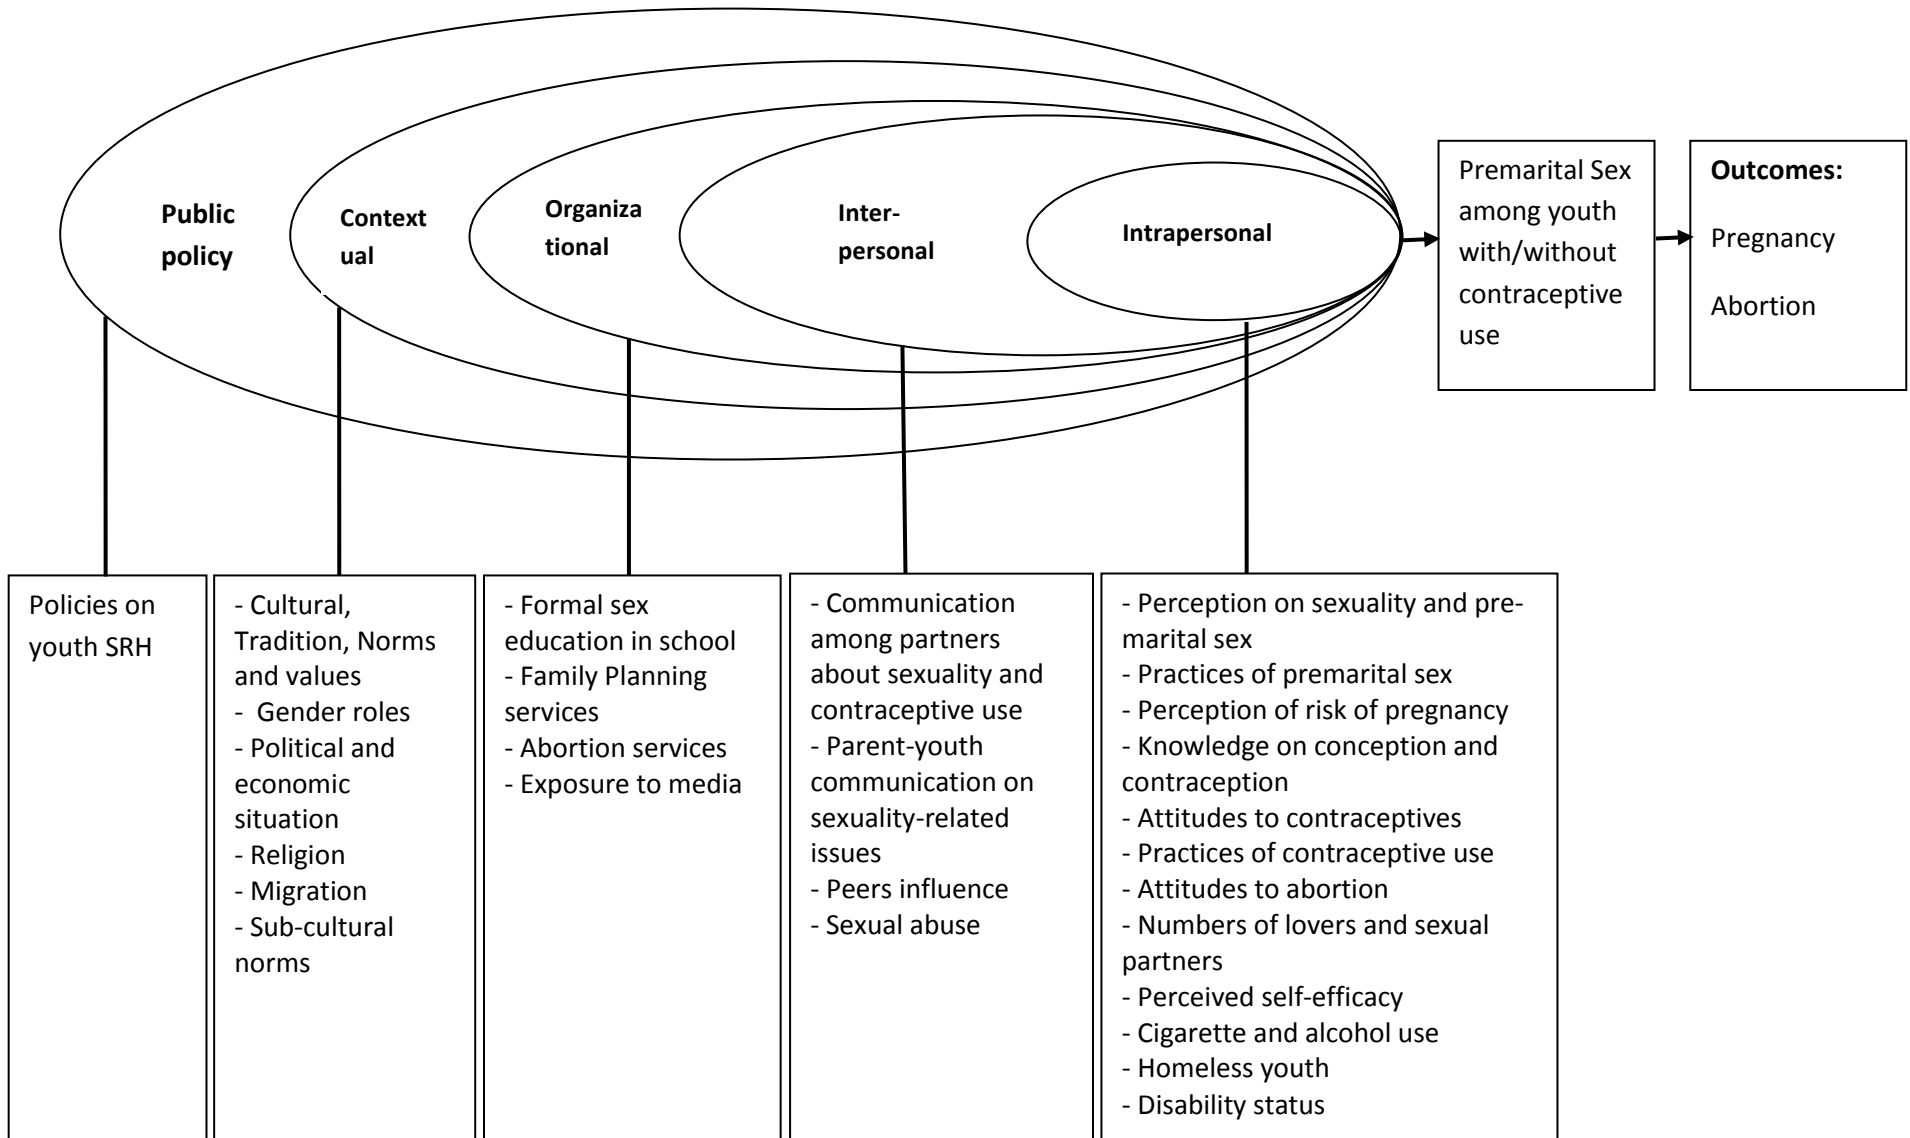 Public
policy
Context
ual
Organiza
tional
Inter-
personal
Intrapersonal
Premarital Sex
among youth
with/without
contraceptive
use
Outcomes:
Pregnancy
Abortion
Policies on
youth SRH
- Cultural,
Tradition, Norms
and values
- Gender roles
- Political and
economic
situation
- Religion
- Migration
- Sub-cultural
norms
- Formal sex
education in school
- Family Planning
services
- Abortion services
- Exposure to media
- Communication
among partners
about sexuality and
contraceptive use
- Parent-youth
communication on
sexuality-related
issues
- Peers influence
- Sexual abuse
- Perception on sexuality and pre-
marital sex
- Practices of premarital sex
- Perception of risk of pregnancy
- Knowledge on conception and
contraception
- Attitudes to contraceptives
- Practices of contraceptive use
- Attitudes to abortion
- Numbers of lovers and sexual
partners
- Perceived self-efficacy
- Cigarette and alcohol use
- Homeless youth
- Disability status